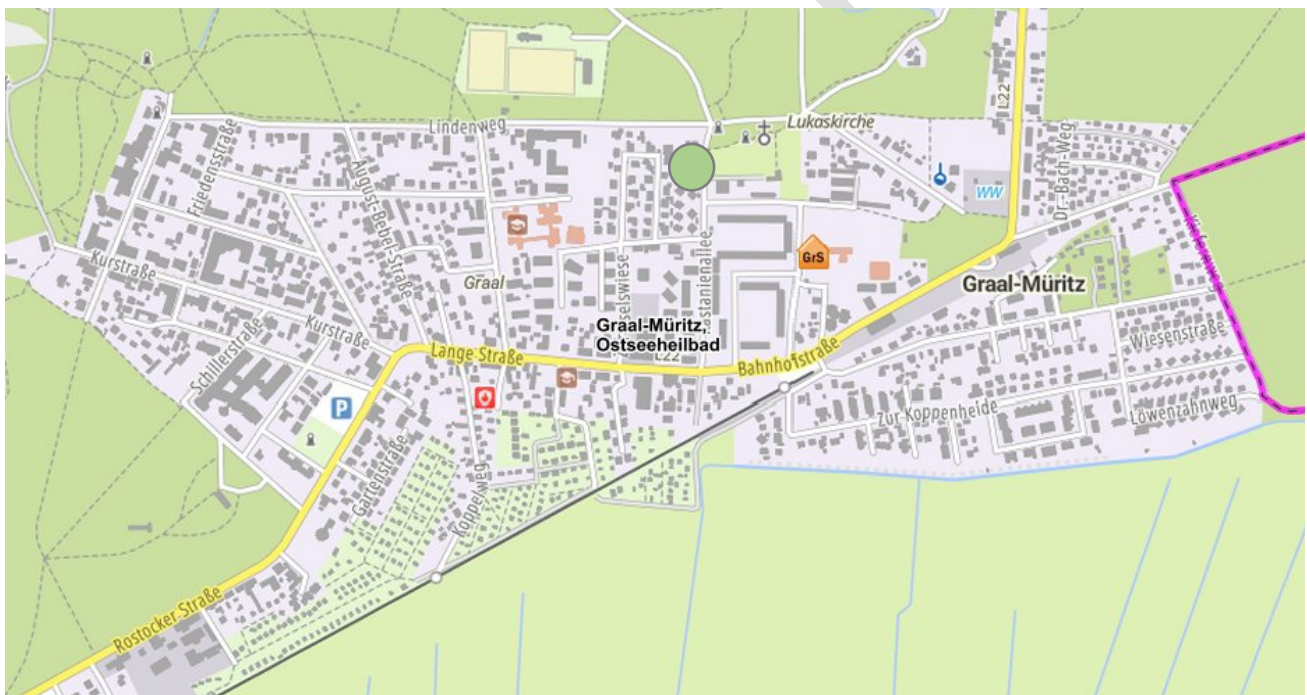 Lindenweg
Lukaskirche
L22
Dr.-Bach-Weg
Friedensstraße
August-Bebel-Straße
WW
Kiefernweg
Kurstraße
Graal
Kastanienallee
GrS
Graal-Müritz
Kurstraße
Graal-Müritz,
Ostseeheilbad
Wiesenstraße
Schillerstraße
Lange Straße
L22
Bahnhofstraße
P
Zur Koppenheide
Löwenzahnweg
Gartenstraße
Koppelweg
Rostocker Straße